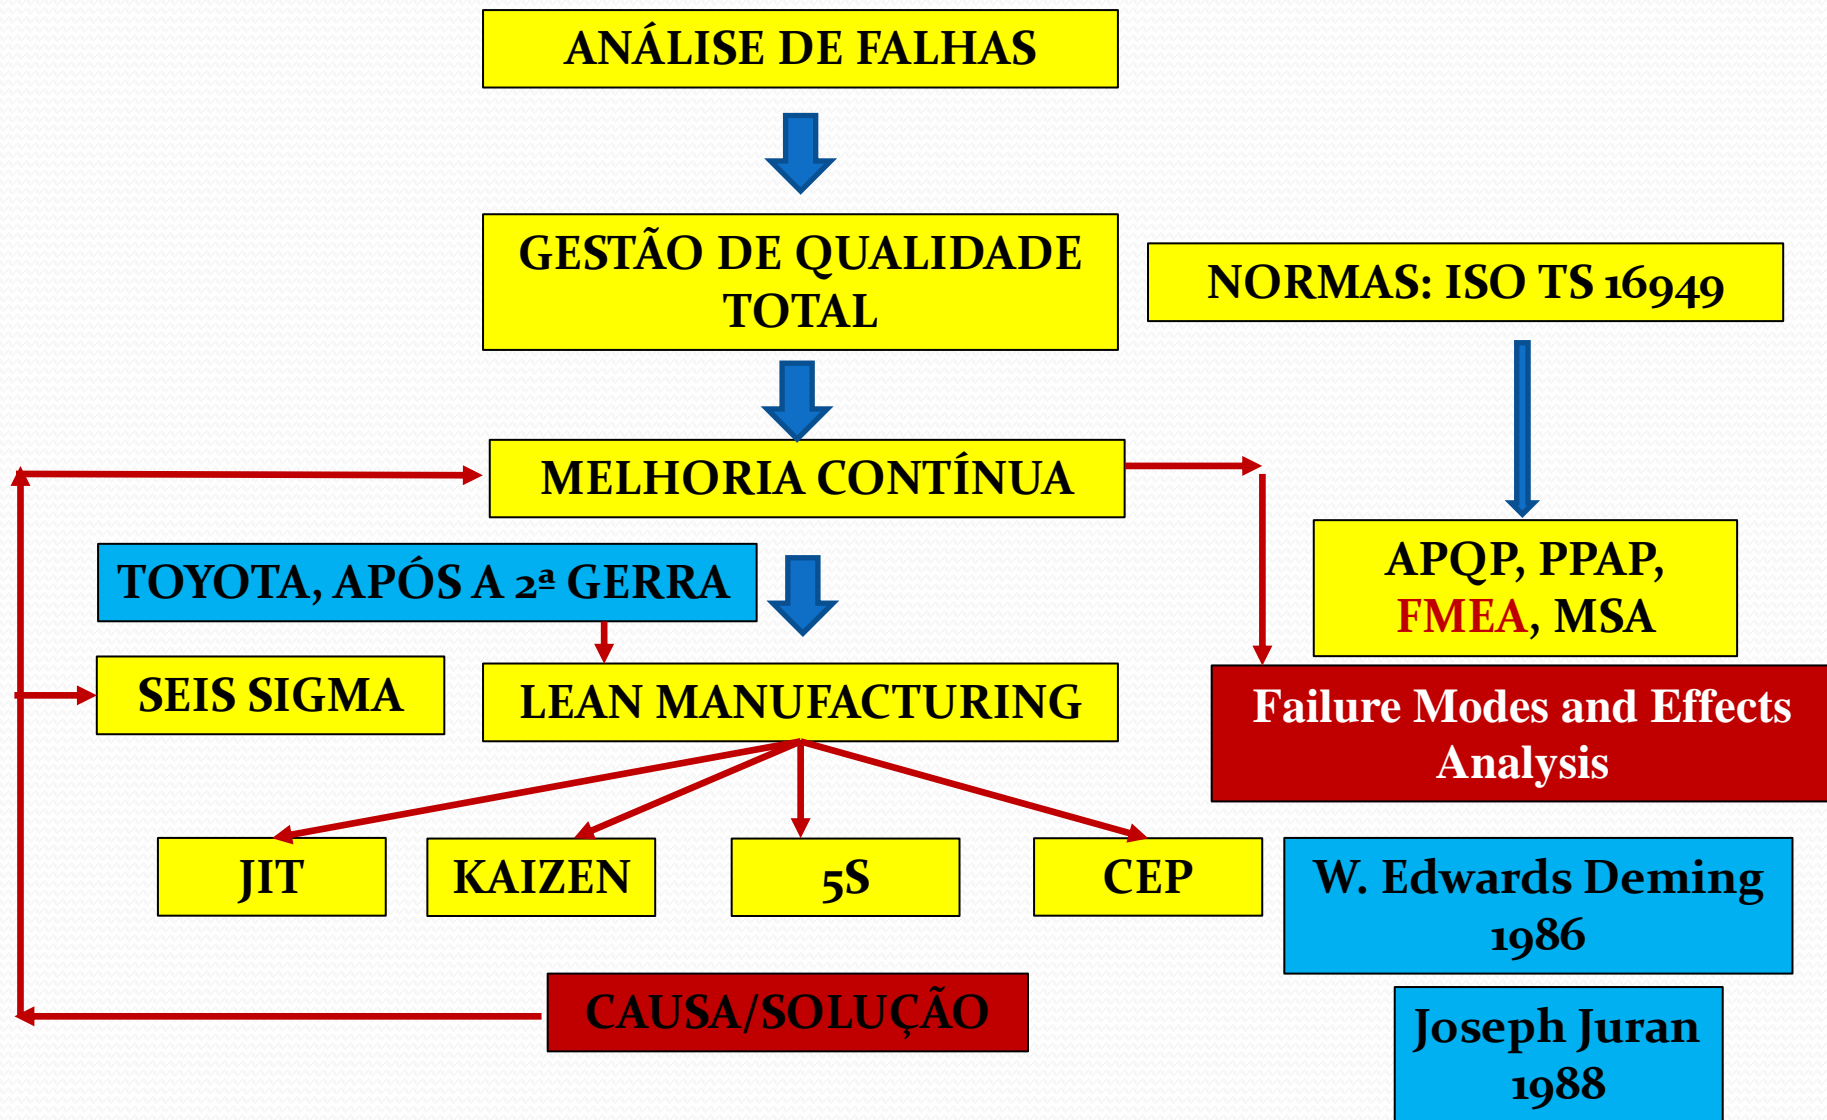 ANÁLISE DE FALHAS
GESTÃO DE QUALIDADE
TOTAL
NORMAS: ISO TS 16949
MELHORIA CONTÍNUA
TOYOTA, APÓS A 2ª GERRA
APQP, PPAP,
FMEA, MSA
SEIS SIGMA
LEAN MANUFACTURING
Failure Modes and Effects
Analysis
JIT
KAIZEN
5S
CEP
W. Edwards Deming
1986
CAUSA/SOLUÇÃO
Joseph Juran
1988